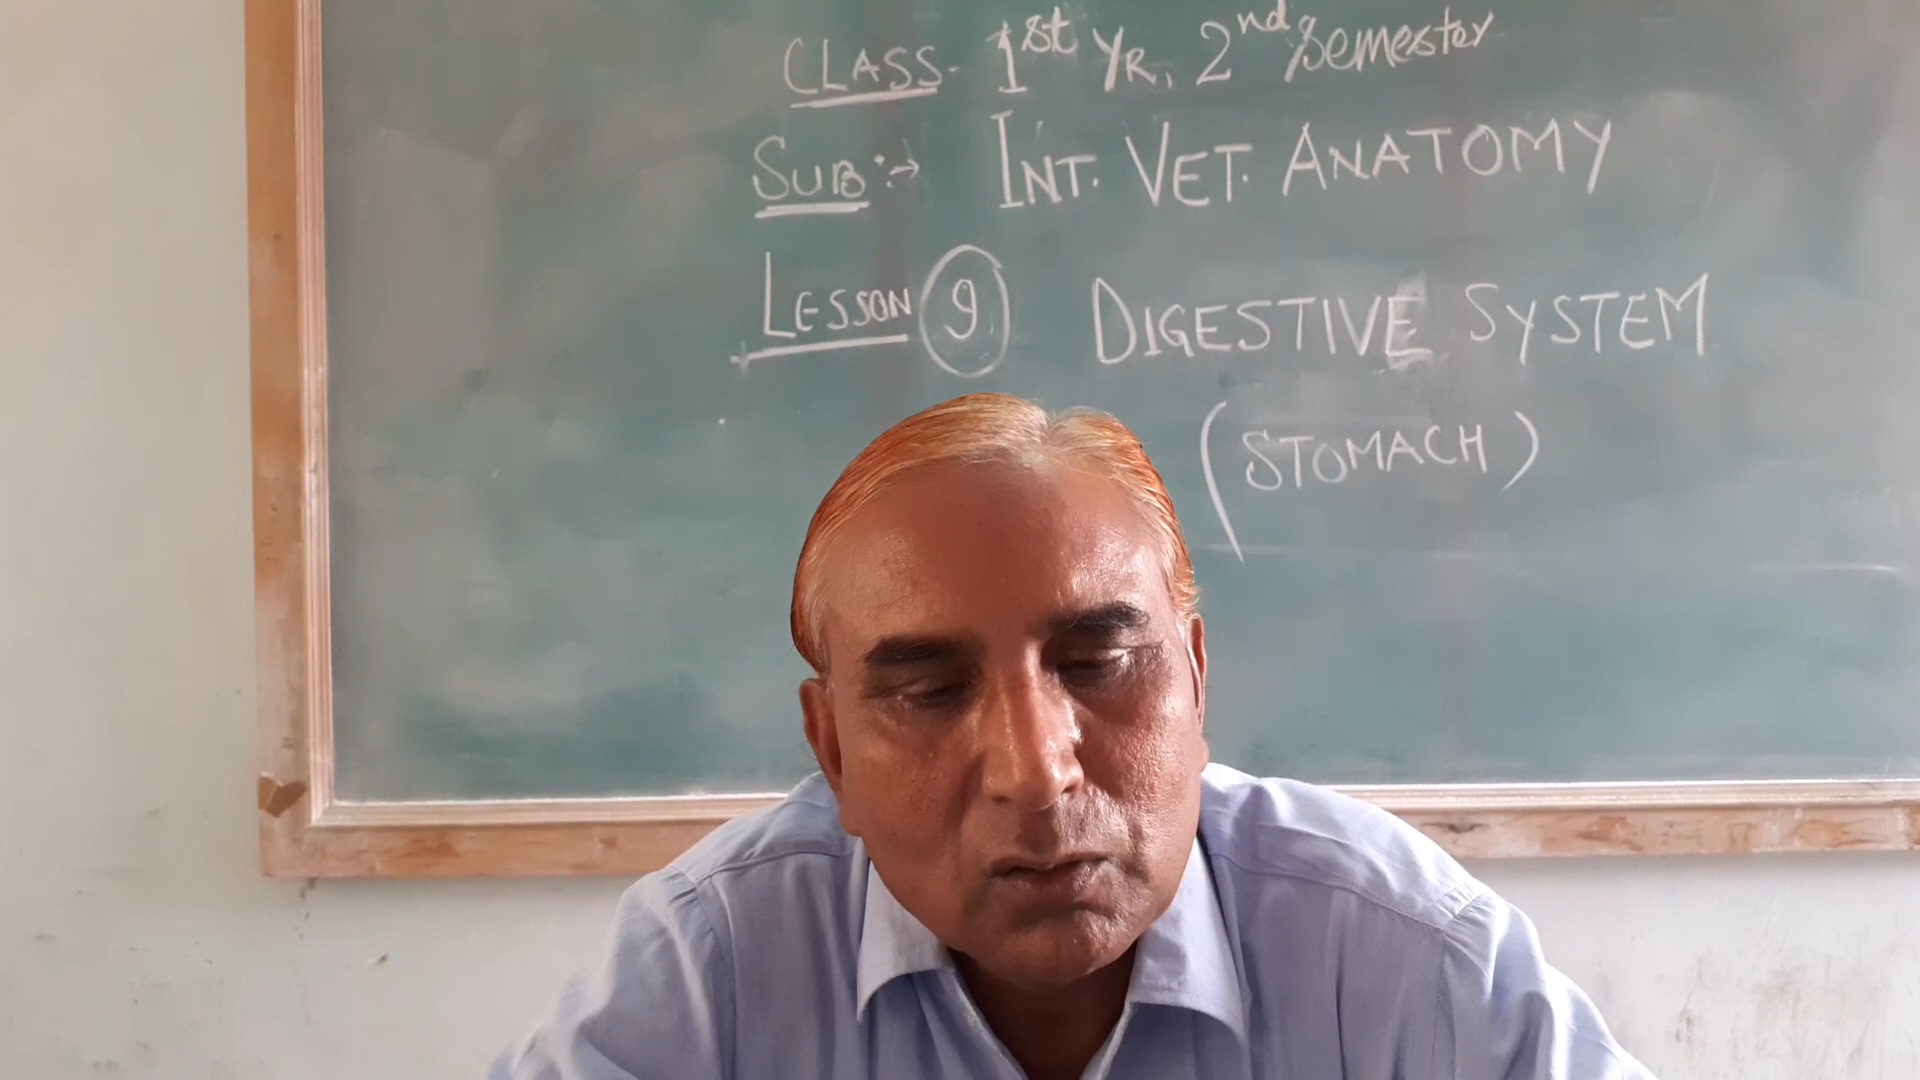 CLASS- 1st YR, 2nd Semester
SUB:→ INT. VET. ANATOMY
LESSON 9 DIGESTIVE SYSTEM
(STOMACH)